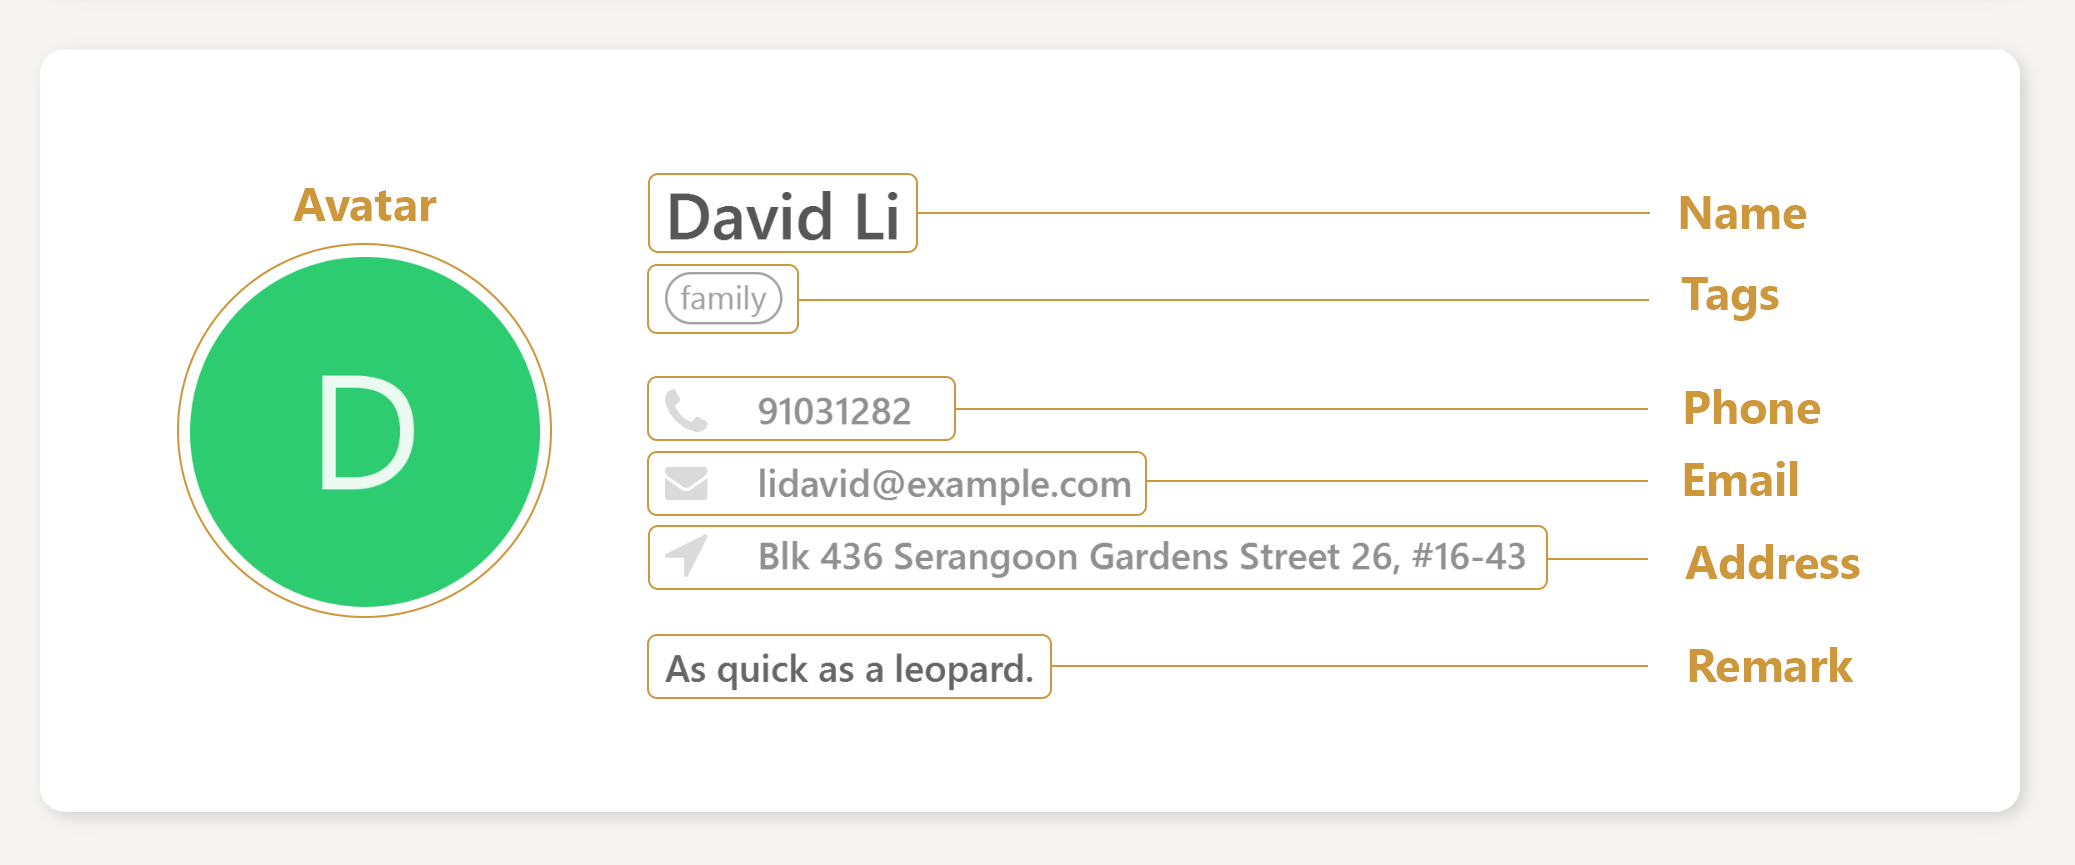 Avatar
D
David Li
Name
family
Tags
91031282
Phone
lidavid@example.com
Email
Blk 436 Serangoon Gardens Street 26, #16-43
Address
As quick as a leopard.
Remark